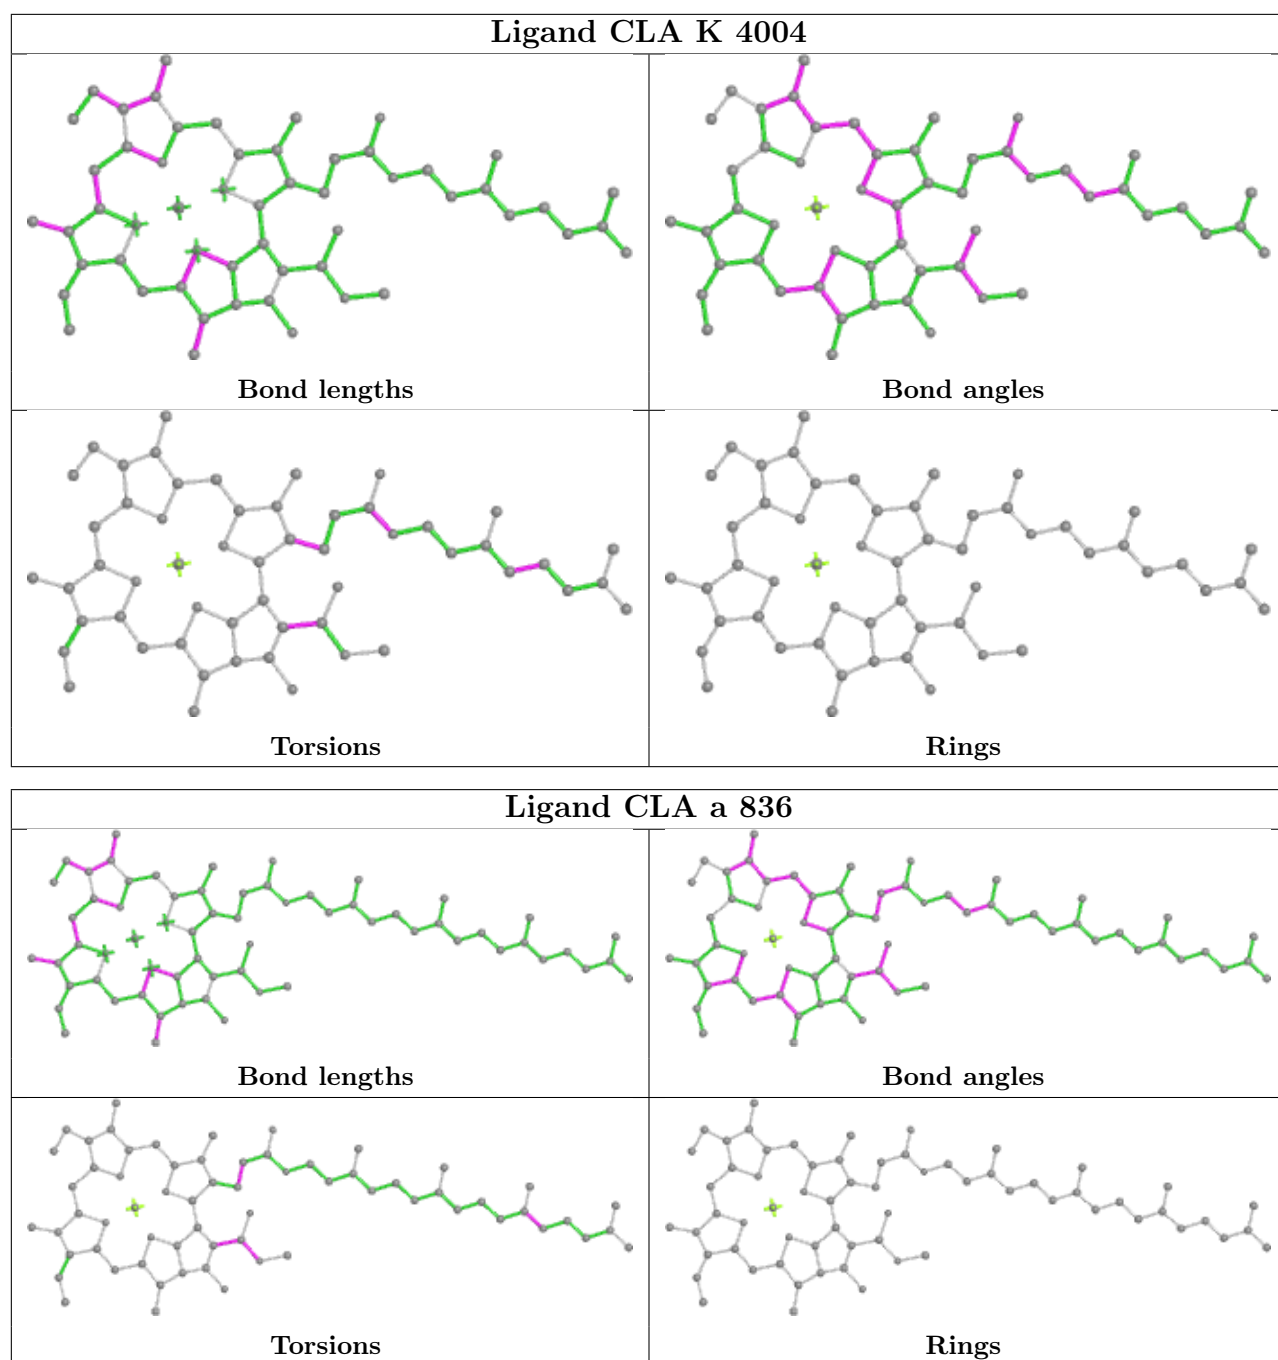 Ligand CLA K 4004
Bond lengths
Bond angles
Torsions
Rings
Ligand CLA a 836
Bond lengths
Bond angles
Torsions
Rings